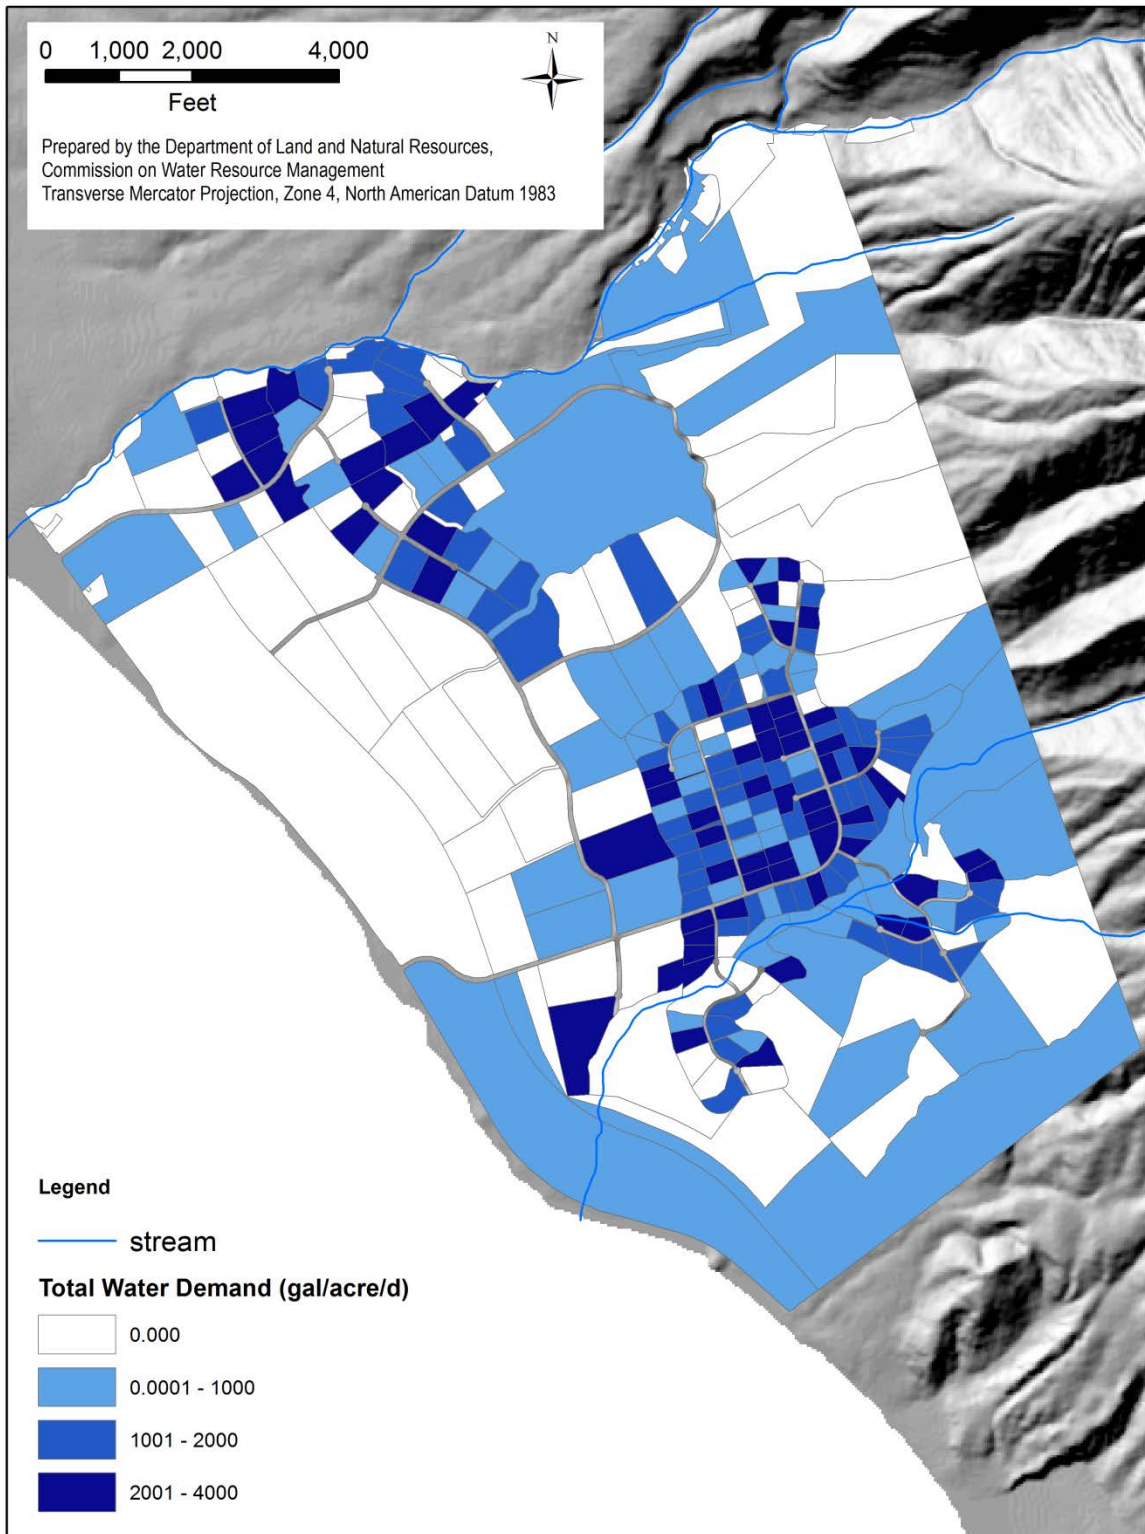 0 1,000 2,000 4,000
Feet
N
Prepared by the Department of Land and Natural Resources,
Commission on Water Resource Management
Transverse Mercator Projection, Zone 4, North American Datum 1983
Legend
stream
Total Water Demand (gal/acre/d)
0.000
0.0001 - 1000
1001 - 2000
2001 - 4000